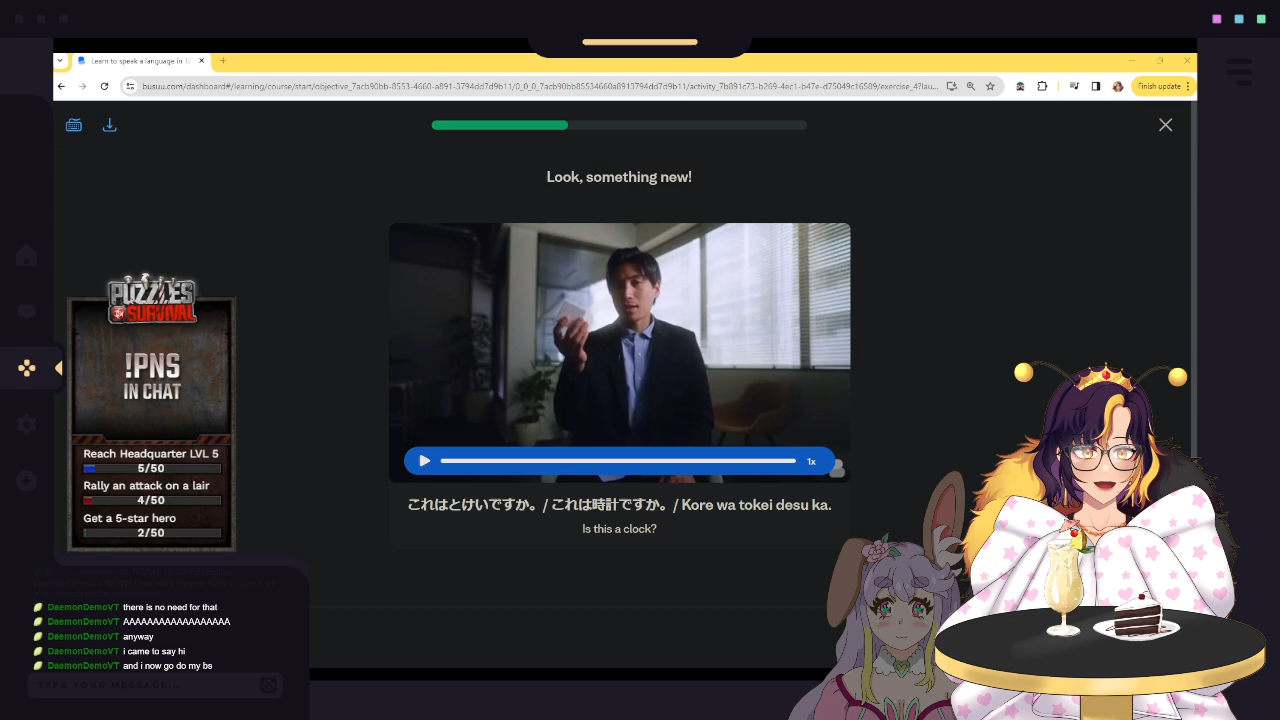 Learn to speak a language in 1
busuu.com/dashboard#/learning/course/start/objective_7acb90bb-8553-4660-a891-3794dd7d9b11/0_0_0_7acb90bb85534660a8913794dd7d9b11/activity_7b891c73-b269-4ec1-b47e-d75049c16589/exercise_4?lau...
Finish update
Look, something new!
1x
これはとけいですか。/ これは時計ですか。/ Kore wa tokei desu ka.
Is this a clock?
PUZZLES
& SURVIVAL
!PNS
IN CHAT
Reach Headquarter LVL 5
5/50
Rally an attack on a lair
4/50
Get a 5-star hero
2/50
DaemonDemoVT there is no need for that
DaemonDemoVT AAAAAAAAAAAAAAAAAA
DaemonDemoVT anyway
DaemonDemoVT i came to say hi
DaemonDemoVT and i now go do my bs
TYPE YOUR MESSAGE...